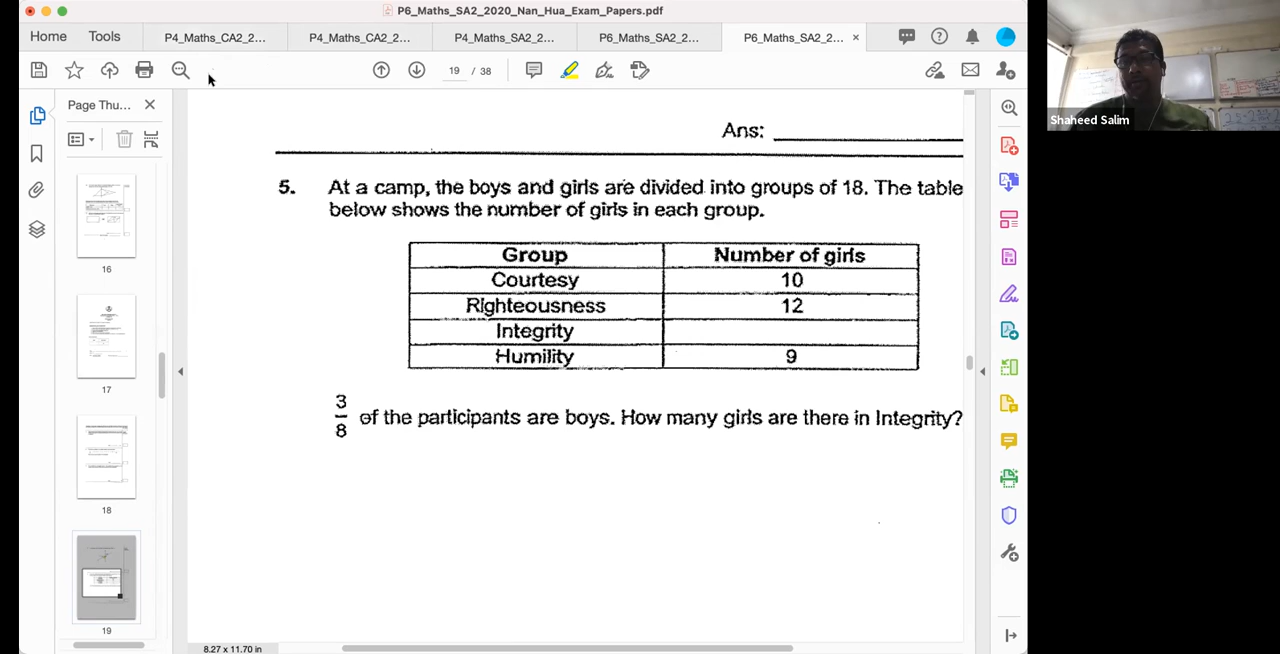 P6_Maths_SA2_2020_Nan_Hua_Exam_Papers.pdf
Home
Tools
P4_Maths_CA2_2...
P4_Maths_CA2_2...
P4_Maths_SA2_2...
P6_Maths_SA2_2...
P6_Maths_SA2_2... ×
19 / 38
Page Thu...
16
17
18
19
Ans:
5. At a camp, the boys and girls are divided into groups of 18. The table
below shows the number of girls in each group.
Group Number of girls
Courtesy 10
Righteousness 12
Integrity
Humility 9
3/8 of the participants are boys. How many girls are there in Integrity?
8.27 x 11.70 in
Shaheed Salim